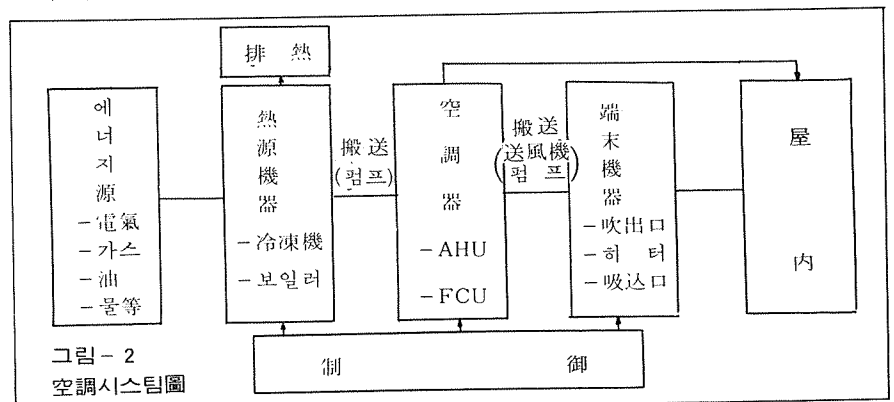 排 熱
에너지源
-電氣
-가스
-油
-물等
熱源機器
-冷凍機
-보일러
搬送
(펌프)
空調器
-AHU
-FCU
搬送
(送風機
펌프)
端末機器
-吹出口
-히 터
-吸込口
屋 內
制 御
그림- 2
空調시스팀圖